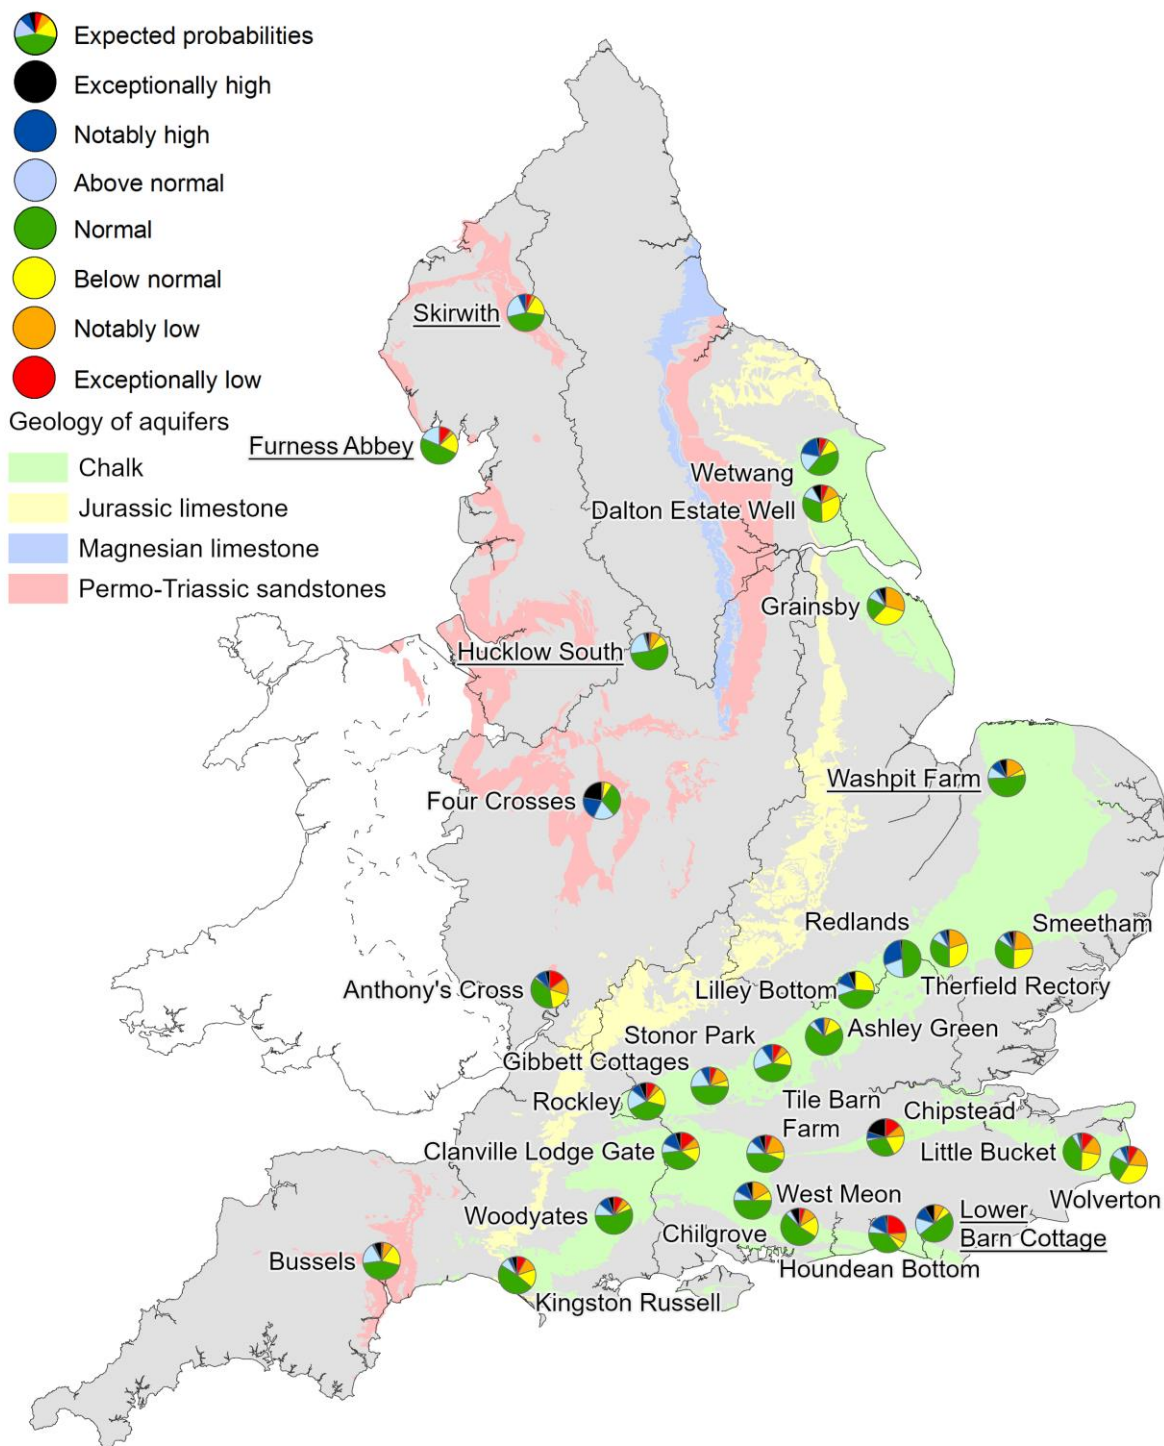 Expected probabilities
Exceptionally high
Notably high
Above normal
Normal
Below normal
Notably low
Exceptionally low
Geology of aquifers
Chalk
Jurassic limestone
Magnesian limestone
Permo-Triassic sandstones
Skirwith
Furness Abbey
Wetwang
Dalton Estate Well
Grainsby
Hucklow South
Washpit Farm
Four Crosses
Redlands
Smeetham
Anthony's Cross
Lilley Bottom
Therfield Rectory
Stonor Park
Ashley Green
Gibbett Cottages
Rockley
Tile Barn
Farm
Chipstead
Clanville Lodge Gate
Little Bucket
Wolverton
West Meon
Woodyates
Chilgrove
Lower
Barn Cottage
Bussels
Houndean Bottom
Kingston Russell